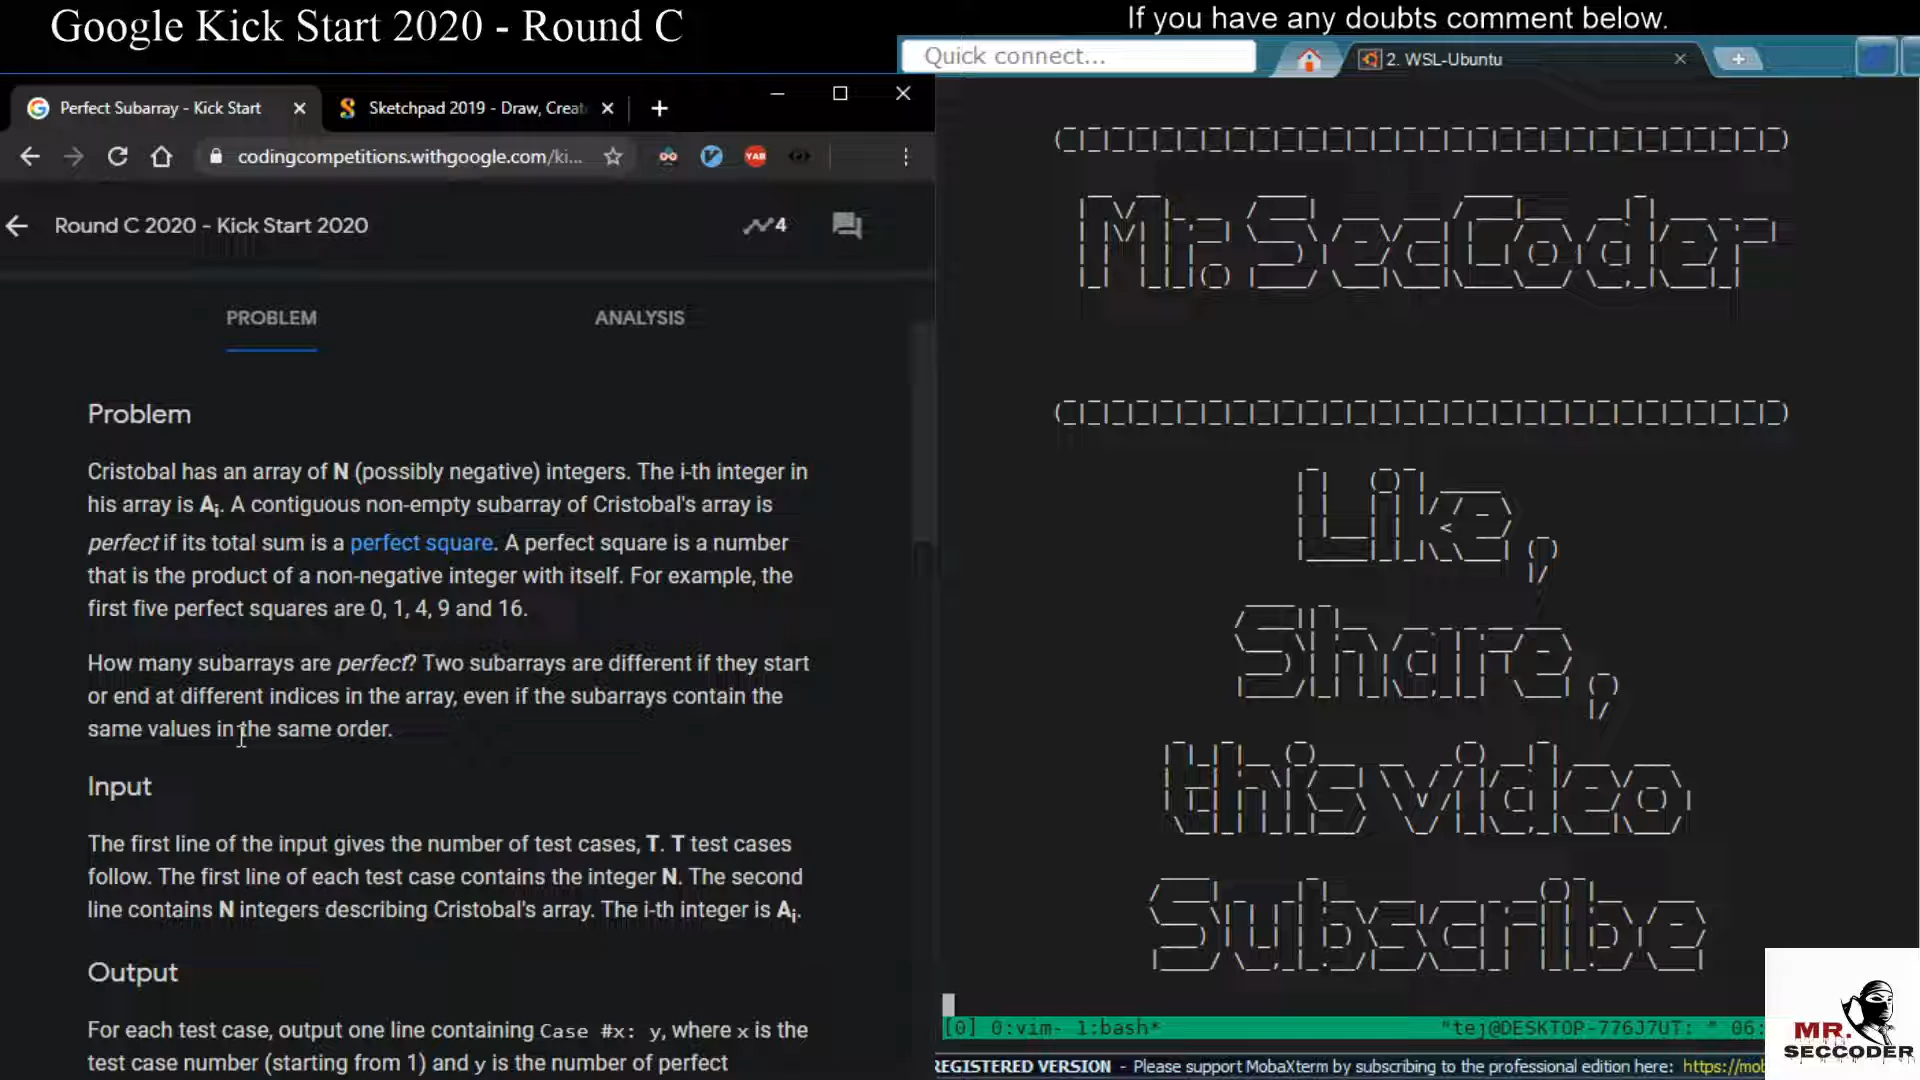 Google Kick Start 2020 - Round C
If you have any doubts comment below.
Quick connect...
2. WSL-Ubuntu
Perfect Subarray - Kick Start
Sketchpad 2019 - Draw, Creat
codingcompetitions.withgoogle.com/ki...
YAB
Round C 2020 - Kick Start 2020
4
PROBLEM
ANALYSIS
Problem
Cristobal has an array of N (possibly negative) integers. The i-th integer in
his array is Ai. A contiguous non-empty subarray of Cristobal's array is
perfect if its total sum is a perfect square. A perfect square is a number
that is the product of a non-negative integer with itself. For example, the
first five perfect squares are 0, 1, 4, 9 and 16.
How many subarrays are perfect? Two subarrays are different if they start
or end at different indices in the array, even if the subarrays contain the
same values in the same order.
Input
The first line of the input gives the number of test cases, T. T test cases
follow. The first line of each test case contains the integer N. The second
line contains N integers describing Cristobal's array. The i-th integer is Ai.
Output
For each test case, output one line containing Case #x: y, where x is the
test case number (starting from 1) and y is the number of perfect
Mr. SecCoder
Like,
Share,
this video
Subscribe
[0] 0:vim- 1:bash*
"tej@DESKTOP-776J7UT: " 06:
REGISTERED VERSION - Please support MobaXterm by subscribing to the professional edition here: https://mob
MR.
SECCODER